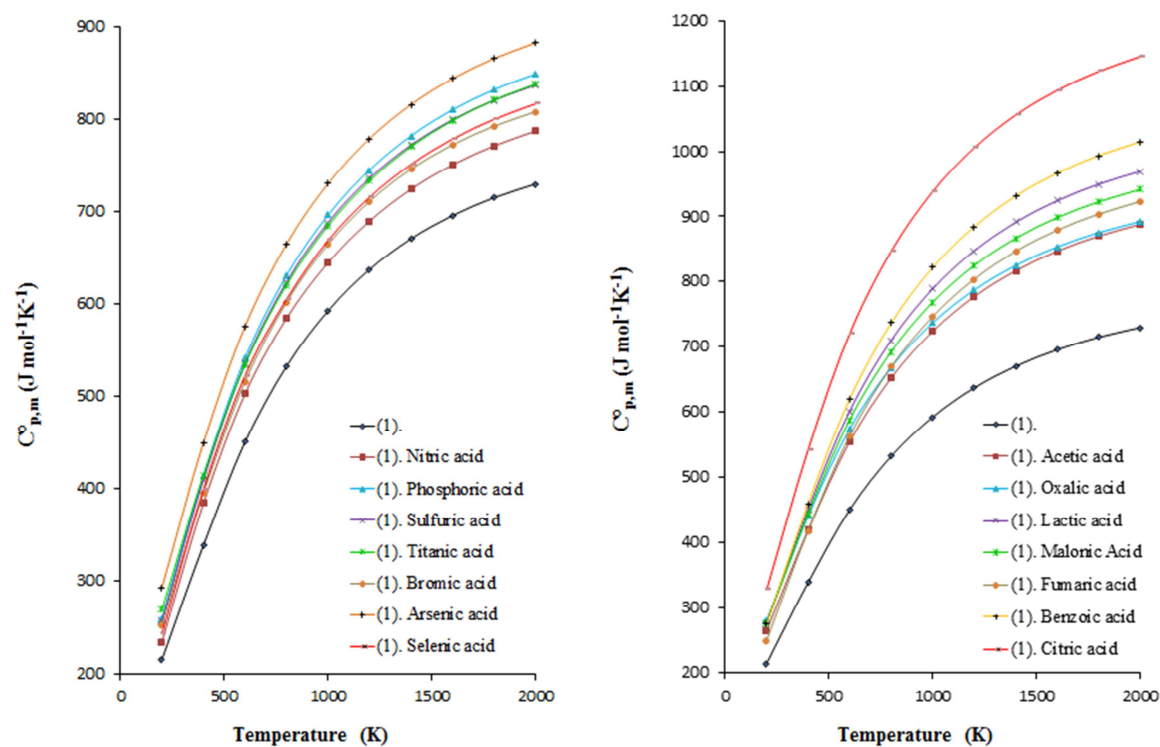 900
800
700
600
500
400
300
200
C°p,m (J mol-1K-1)
(1).
(1). Nitric acid
(1). Phosphoric acid
(1). Sulfuric acid
(1). Titanic acid
(1). Bromic acid
(1). Arsenic acid
(1). Selenic acid
0
500
1000
1500
2000
Temperature (K)
1200
1100
1000
900
800
700
600
500
400
300
200
C°p,m (J mol-1K-1)
(1).
(1). Acetic acid
(1). Oxalic acid
(1). Lactic acid
(1). Malonic Acid
(1). Fumaric acid
(1). Benzoic acid
(1). Citric acid
0
500
1000
1500
2000
Temperature (K)